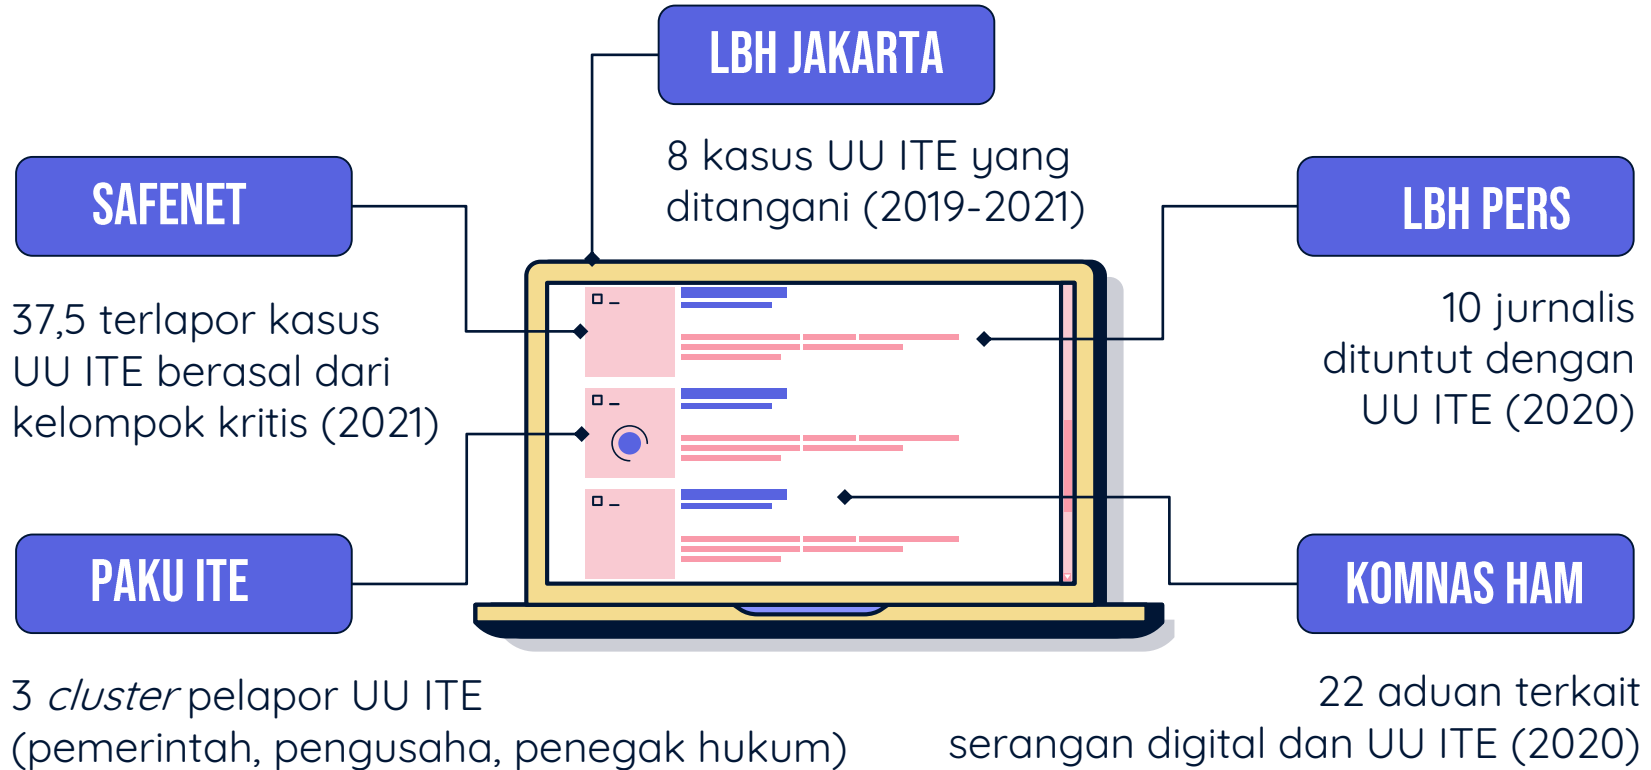 LBH JAKARTA
8 kasus UU ITE yang
ditangani (2019-2021)
SAFENET
37,5 terlapor kasus
UU ITE berasal dari
kelompok kritis (2021)
LBH PERS
10 jurnalis
dituntut dengan
UU ITE (2020)
PAKU ITE
3 cluster pelapor UU ITE
(pemerintah, pengusaha, penegak hukum)
KOMNAS HAM
22 aduan terkait
serangan digital dan UU ITE (2020)